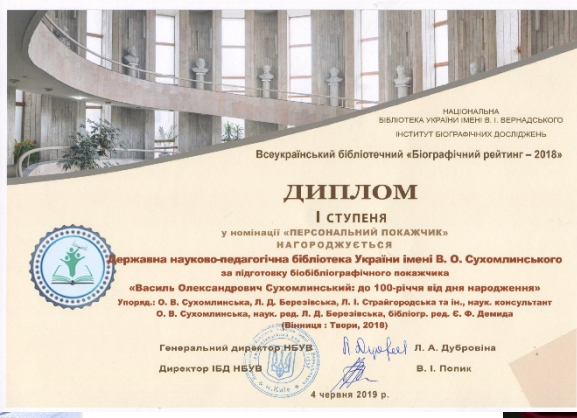 НАЦІОНАЛЬНА
БІБЛІОТЕКА УКРАЇНИ ІМЕНІ В. І. ВЕРНАДСЬКОГО
ІНСТИТУТ БІОГРАФІЧНИХ ДОСЛІДЖЕНЬ
Всеукраїнський бібліотечний «Біографічний рейтинг – 2018»
ДИПЛОМ
І СТУПЕНЯ
у номінації «ПЕРСОНАЛЬНИЙ ПОКАЖЧИК»
НАГОРОДЖУЄТЬСЯ
Державна науково-педагогічна бібліотека України імені В. О. Сухомлинського
за підготовку біобібліографічного покажчика
«Василь Олександрович Сухомлинський: до 100-річчя від дня народження»
Упоряд.: О. В. Сухомлинська, Л. Д. Березівська, Л. І. Страйгородська та ін., наук. консультант
О. В. Сухомлинська, наук. ред. Л. Д. Березівська, бібліогр. ред. Є. Ф. Демида
(Вінниця : Твори, 2018)
Генеральний директор НБУВ Л. А. Дубровіна
Директор ІБД НБУВ В. І. Попик
м. Київ
4 червня 2019 р.